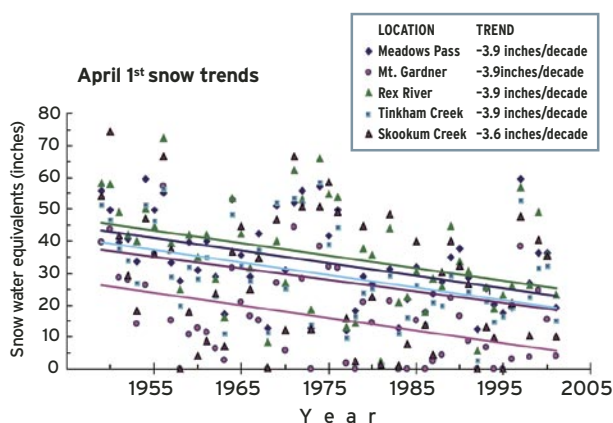 LOCATION TREND
Meadows Pass –3.9 inches/decade
Mt. Gardner –3.9inches/decade
Rex River –3.9 inches/decade
Tinkham Creek –3.9 inches/decade
Skookum Creek –3.6 inches/decade
April 1st snow trends
Snow water equivalents (inches)
80
70
60
50
40
30
20
10
0
1955 1965 1975 1985 1995 2005
Year